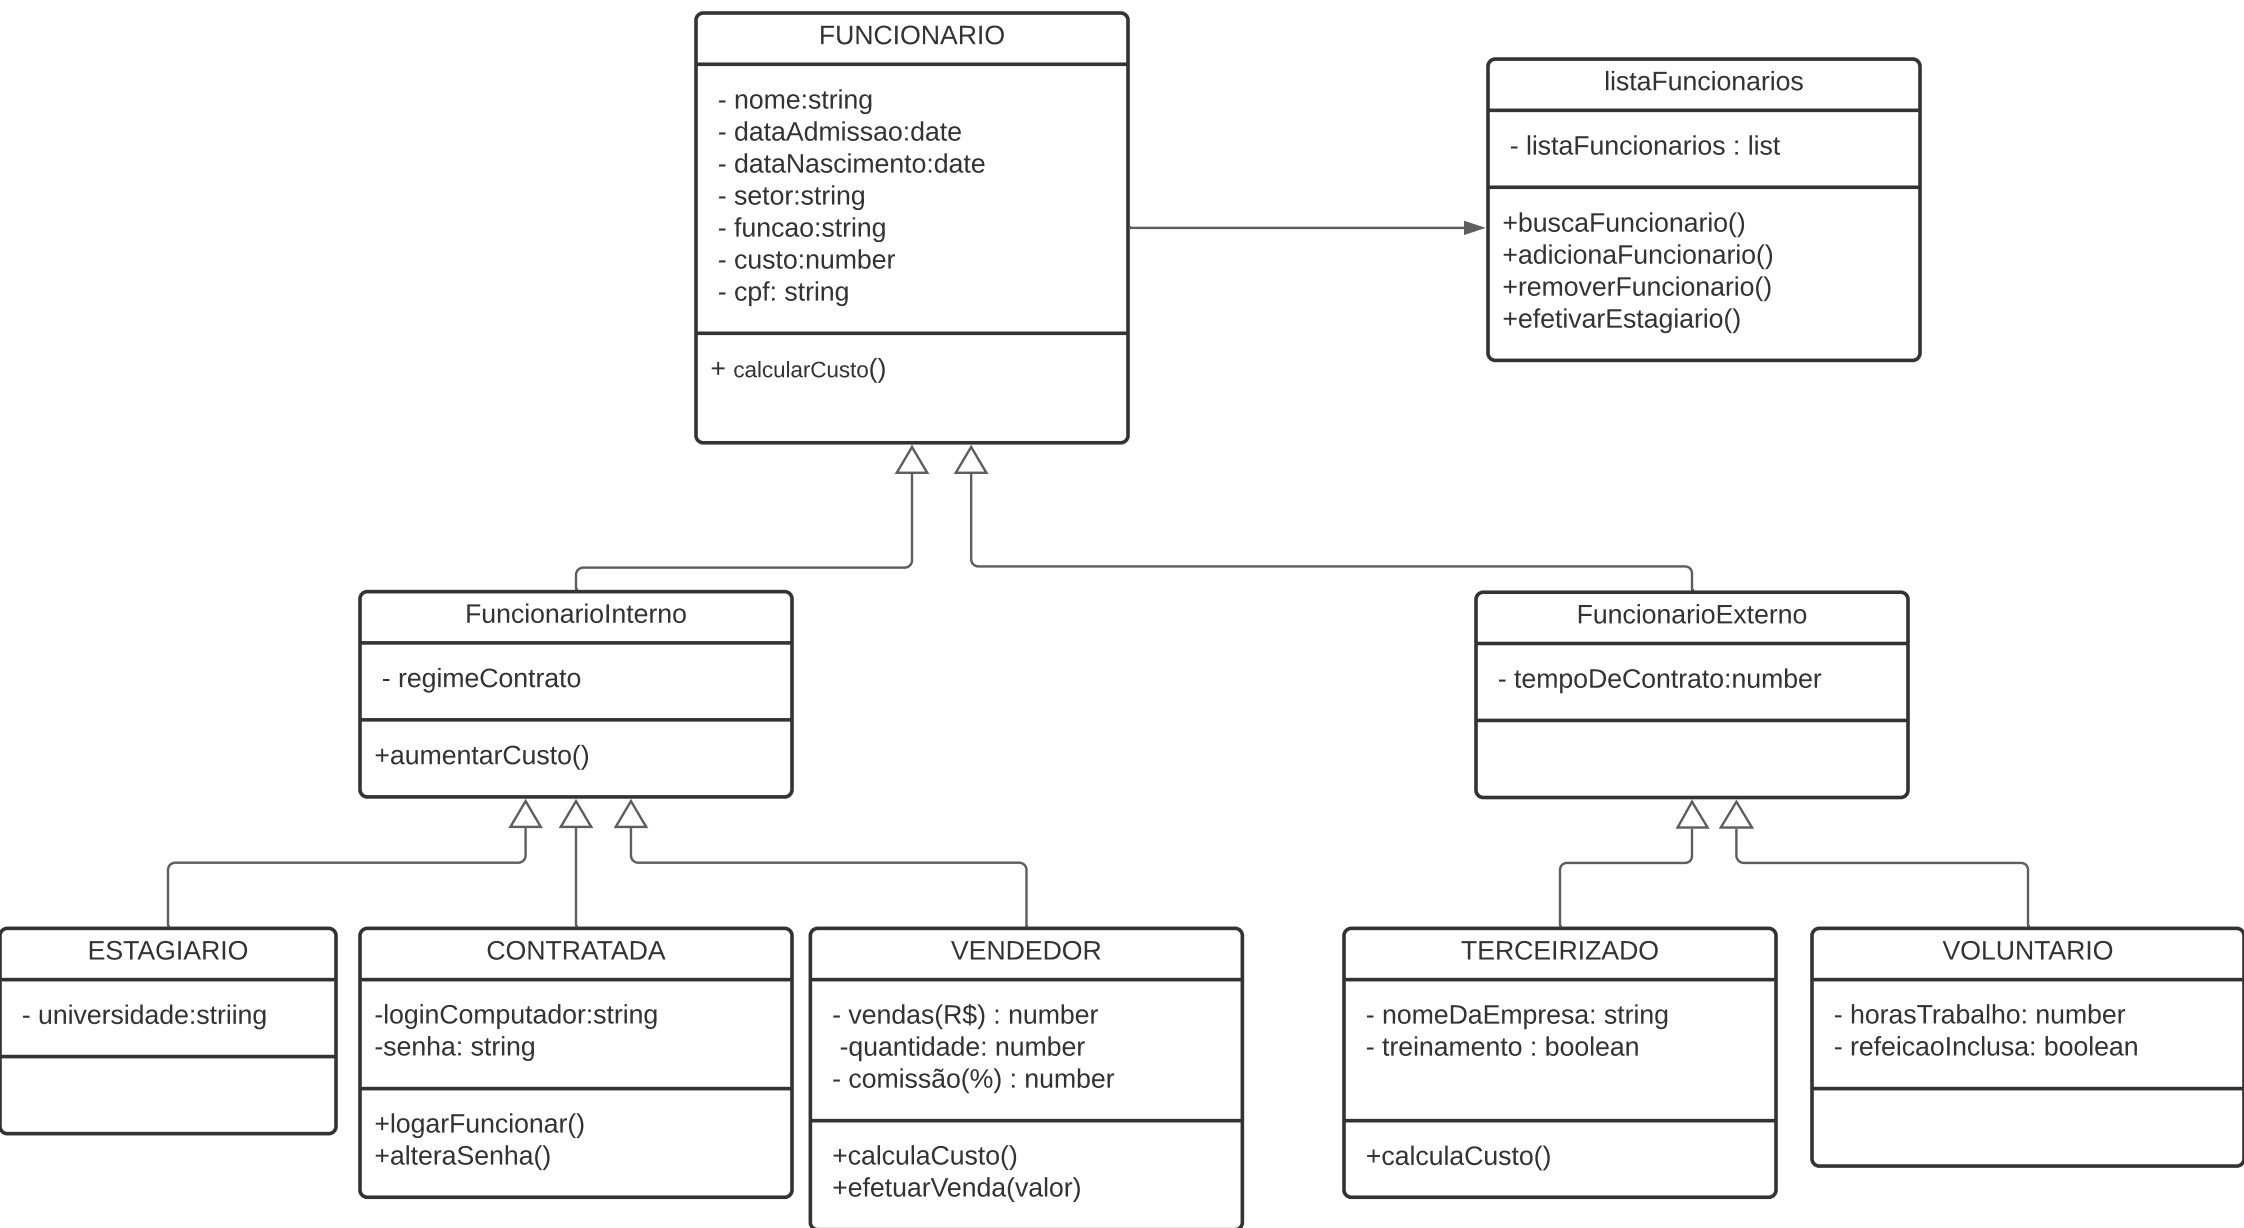 FUNCIONARIO
- nome:string
- dataAdmissao:date
- dataNascimento:date
- setor:string
- funcao:string
- custo:number
- cpf: string
+ calcularCusto()
listaFuncionarios
- listaFuncionarios : list
+buscaFuncionario()
+adicionaFuncionario()
+removerFuncionario()
+efetivarEstagiario()
FuncionarioInterno
- regimeContrato
+aumentarCusto()
FuncionarioExterno
- tempoDeContrato:number
ESTAGIARIO
- universidade:striing
CONTRATADA
-loginComputador:string
-senha: string
+logarFuncionar()
+alteraSenha()
VENDEDOR
- vendas(R$) : number
-quantidade: number
- comissão(%) : number
+calculaCusto()
+efetuarVenda(valor)
TERCEIRIZADO
- nomeDaEmpresa: string
- treinamento : boolean
+calculaCusto()
VOLUNTARIO
- horasTrabalho: number
- refeicaoInclusa: boolean